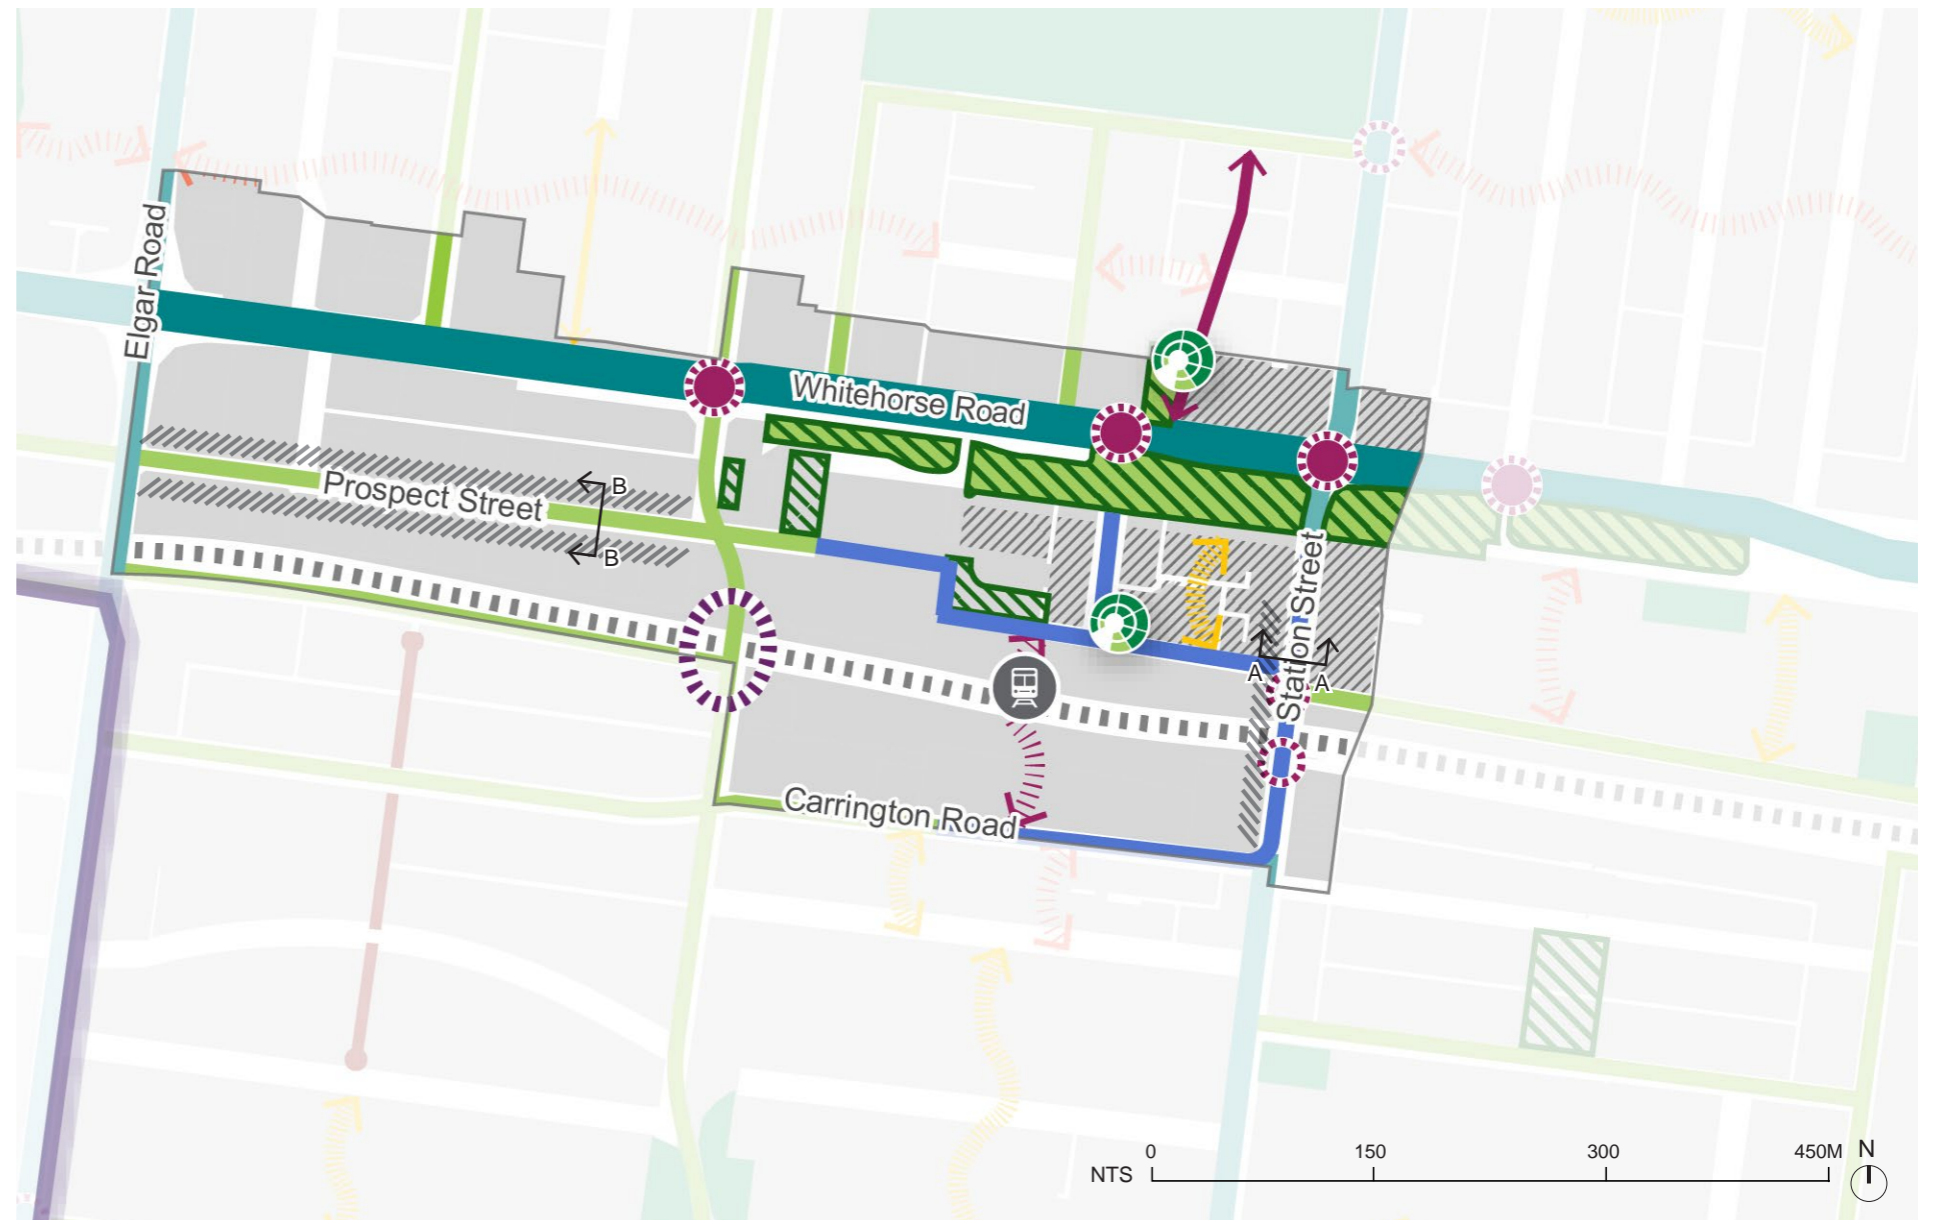 Elgar Road
Whitehorse Road
Prospect Street
B
B
Station Street
A
A
Carrington Road
0
150
300
450M
N
NTS